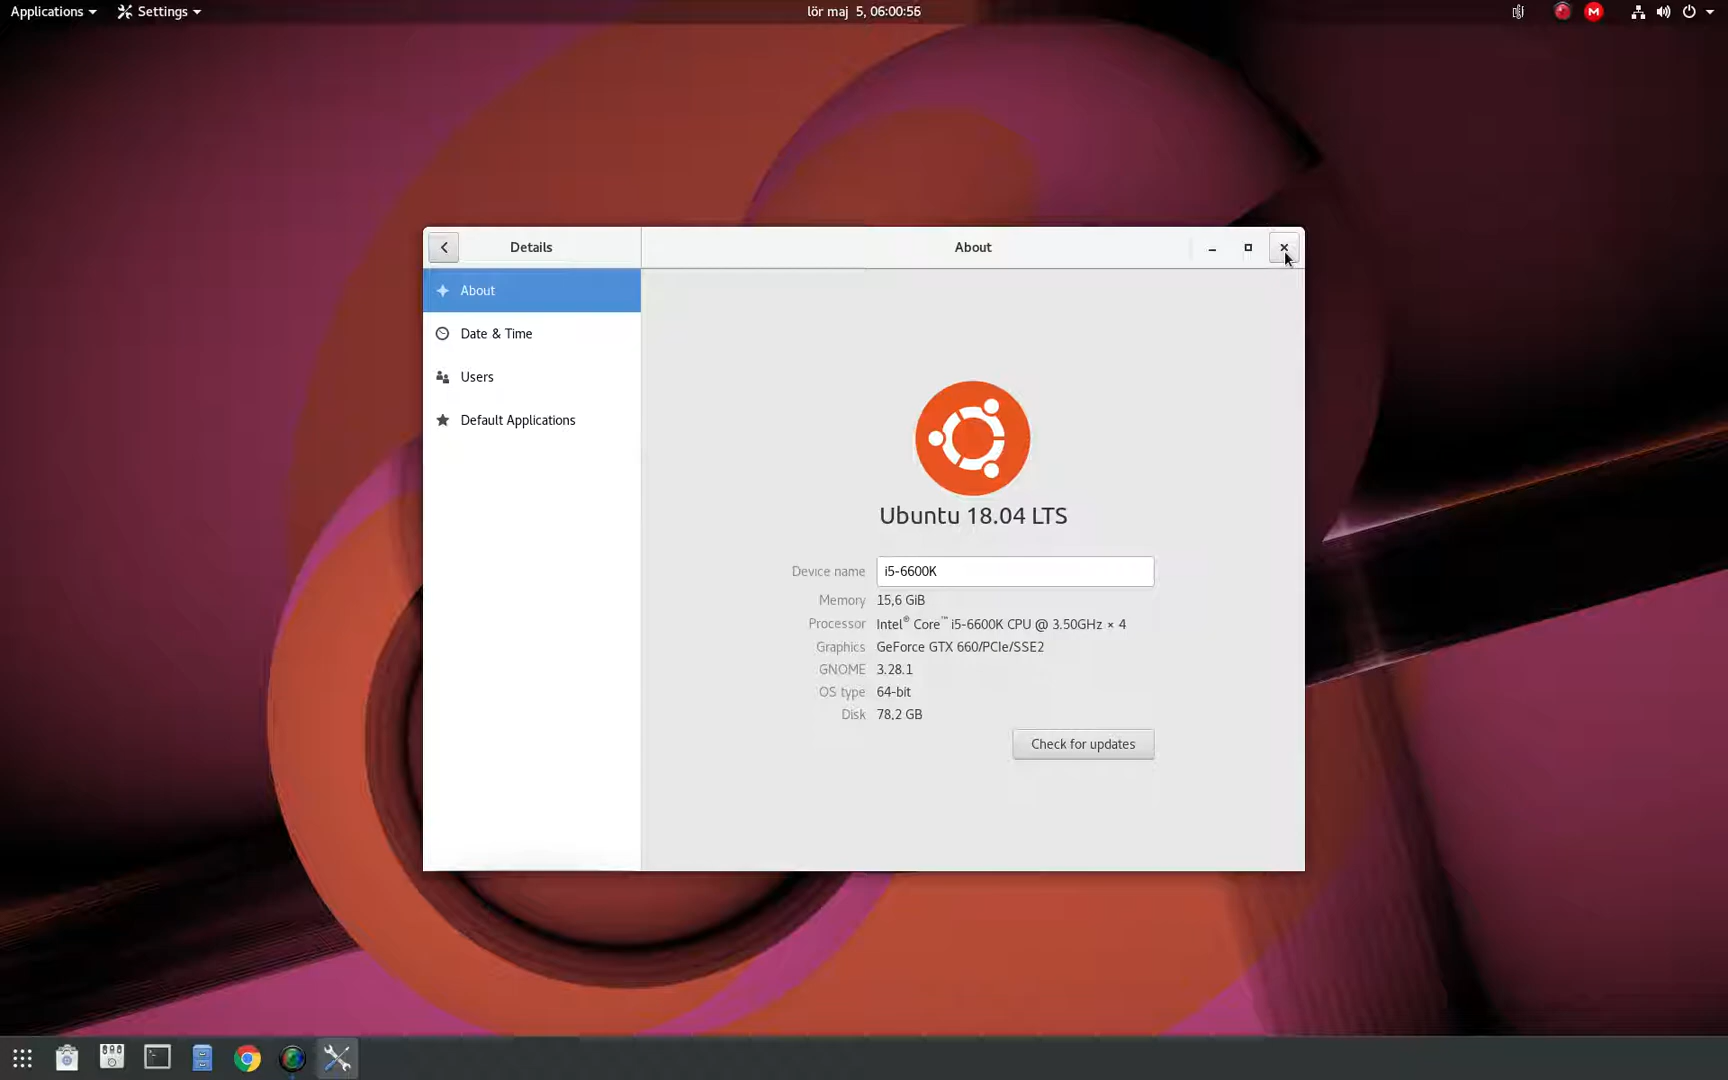 Applications Settings lör maj 5, 06:00:56 M
Details About
About
Date & Time
Users
Default Applications
Ubuntu 18.04 LTS
Device name i5-6600K
Memory 15,6 GiB
Processor Intel® Core™ i5-6600K CPU @ 3.50GHz × 4
Graphics GeForce GTX 660/PCIe/SSE2
GNOME 3.28.1
OS type 64-bit
Disk 78,2 GB
Check for updates